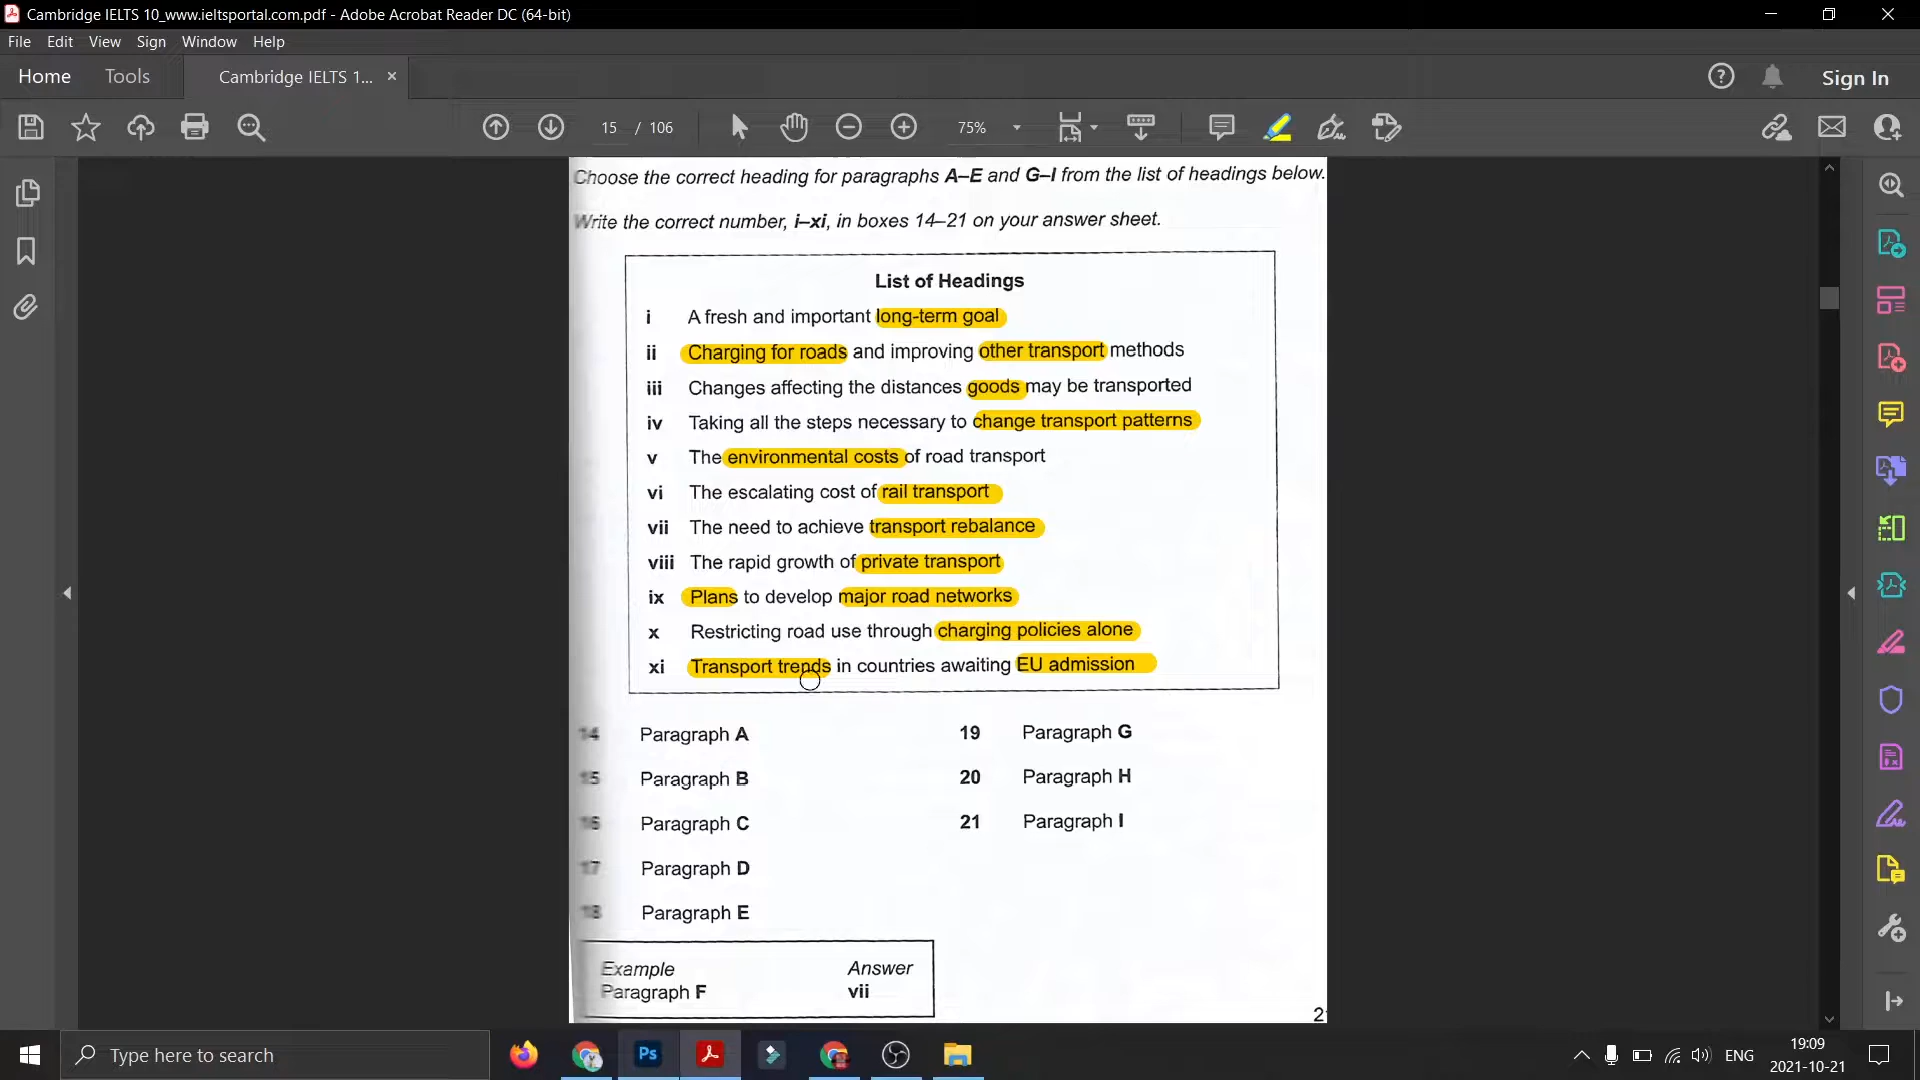 Cambridge IELTS 10_www.ieltsportal.com.pdf - Adobe Acrobat Reader DC (64-bit)
File Edit View Sign Window Help
Home Tools Cambridge IELTS 1... × Sign In
15 / 106 75%
Choose the correct heading for paragraphs A–E and G–I from the list of headings below.
Write the correct number, i–xi, in boxes 14–21 on your answer sheet.
List of Headings
i A fresh and important long-term goal
ii Charging for roads and improving other transport methods
iii Changes affecting the distances goods may be transported
iv Taking all the steps necessary to change transport patterns
v The environmental costs of road transport
vi The escalating cost of rail transport
vii The need to achieve transport rebalance
viii The rapid growth of private transport
ix Plans to develop major road networks
x Restricting road use through charging policies alone
xi Transport trends in countries awaiting EU admission
14 Paragraph A 19 Paragraph G
15 Paragraph B 20 Paragraph H
16 Paragraph C 21 Paragraph I
17 Paragraph D
18 Paragraph E
Example Answer
Paragraph F vii
2
Type here to search
Ps
ENG
19:09
2021-10-21